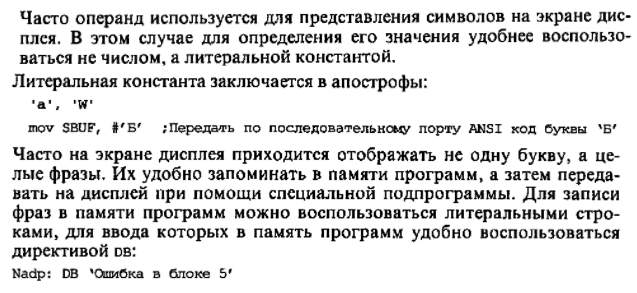 Часто операнд используется для представления символов на экране дис-
плея. В этом случае для определения его значения удобнее воспользо-
ваться не числом, а литеральной константой.
Литеральная константа заключается в апострофы:
'a', 'W'
mov SBUF, #'Б' ;Передать по последовательному порту ANSI код буквы 'Б'
Часто на экране дисплея приходится отображать не одну букву, а це-
лые фразы. Их удобно запоминать в памяти программ, а затем переда-
вать на дисплей при помощи специальной подпрограммы. Для записи
фраз в памяти программ можно воспользоваться литеральными стро-
ками, для ввода которых в память программ удобно воспользоваться
директивой DB:
Nadp: DB 'Ошибка в блоке 5'